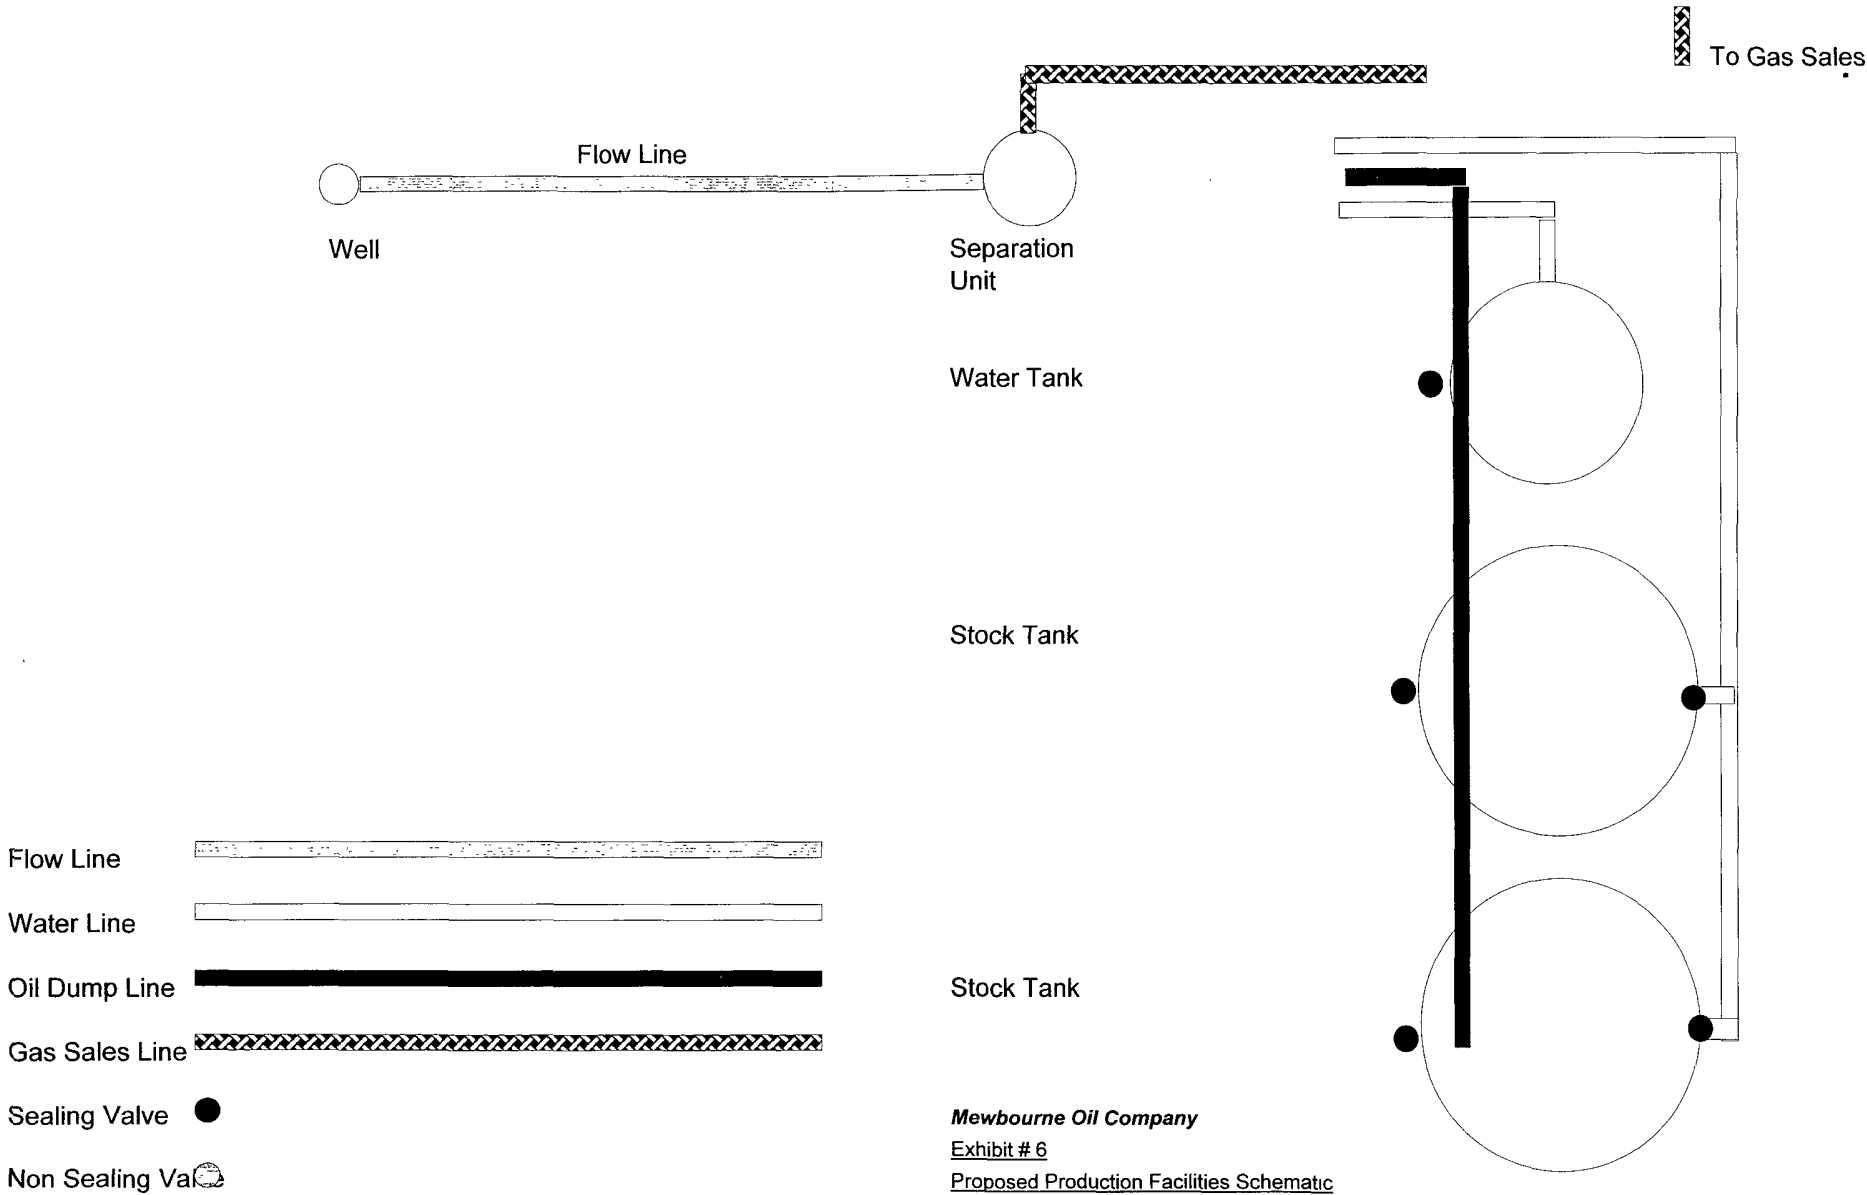 To Gas Sales
Flow Line
Well
Separation
Unit
Water Tank
Stock Tank
Flow Line
Water Line
Oil Dump Line
Stock Tank
Gas Sales Line
Sealing Valve
Mewbourne Oil Company
Exhibit # 6
Non Sealing Valve
Proposed Production Facilities Schematic